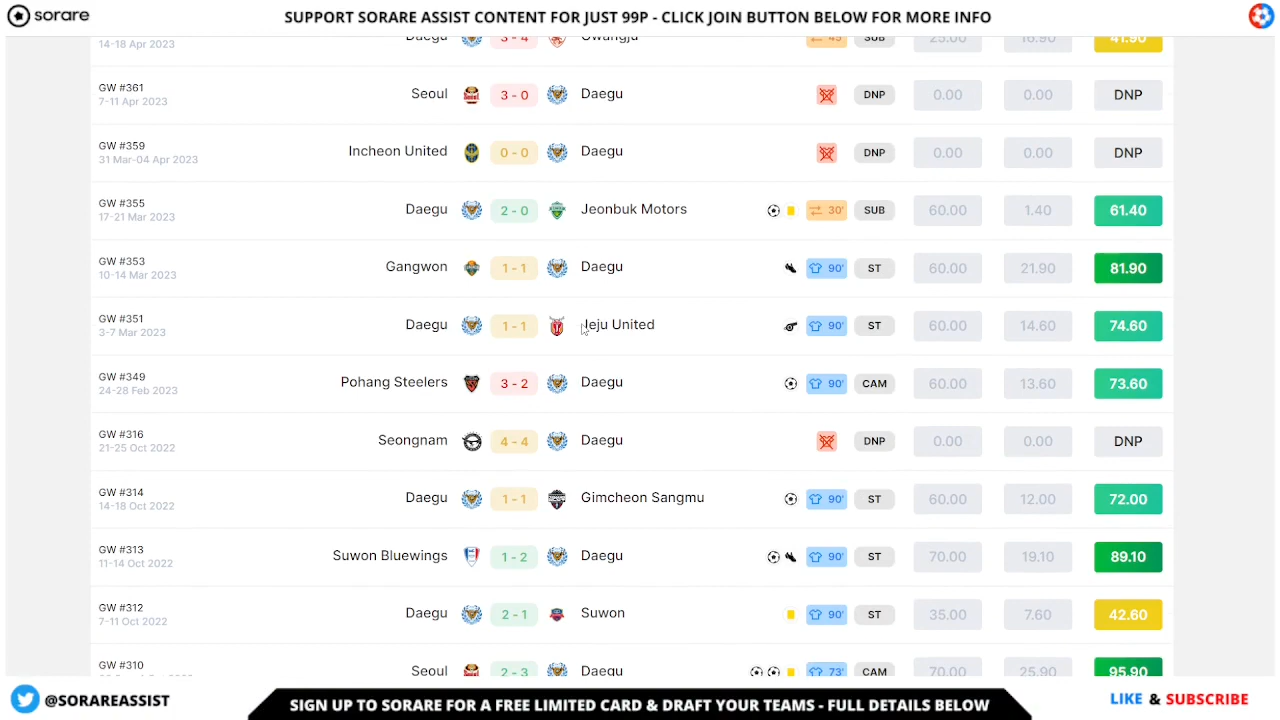 sorare
SUPPORT SORARE ASSIST CONTENT FOR JUST 99P - CLICK JOIN BUTTON BELOW FOR MORE INFO
14-18 Apr 2023 Daegu 3 - 4 Gwangju 45' SUB 25.00 16.90 41.90
GW #361
7-11 Apr 2023 Seoul 3 - 0 Daegu DNP 0.00 0.00 DNP
GW #359
31 Mar-04 Apr 2023 Incheon United 0 - 0 Daegu DNP 0.00 0.00 DNP
GW #355
17-21 Mar 2023 Daegu 2 - 0 Jeonbuk Motors 30' SUB 60.00 1.40 61.40
GW #353
10-14 Mar 2023 Gangwon 1 - 1 Daegu 90' ST 60.00 21.90 81.90
GW #351
3-7 Mar 2023 Daegu 1 - 1 Jeju United 90' ST 60.00 14.60 74.60
GW #349
24-28 Feb 2023 Pohang Steelers 3 - 2 Daegu 90' CAM 60.00 13.60 73.60
GW #316
21-25 Oct 2022 Seongnam 4 - 4 Daegu DNP 0.00 0.00 DNP
GW #314
14-18 Oct 2022 Daegu 1 - 1 Gimcheon Sangmu 90' ST 60.00 12.00 72.00
GW #313
11-14 Oct 2022 Suwon Bluewings 1 - 2 Daegu 90' ST 70.00 19.10 89.10
GW #312
7-11 Oct 2022 Daegu 2 - 1 Suwon 90' ST 35.00 7.60 42.60
GW #310
Seoul 2 - 3 Daegu 73' CAM 70.00 25.90 95.90
@SORAREASSIST
SIGN UP TO SORARE FOR A FREE LIMITED CARD & DRAFT YOUR TEAMS - FULL DETAILS BELOW
LIKE & SUBSCRIBE